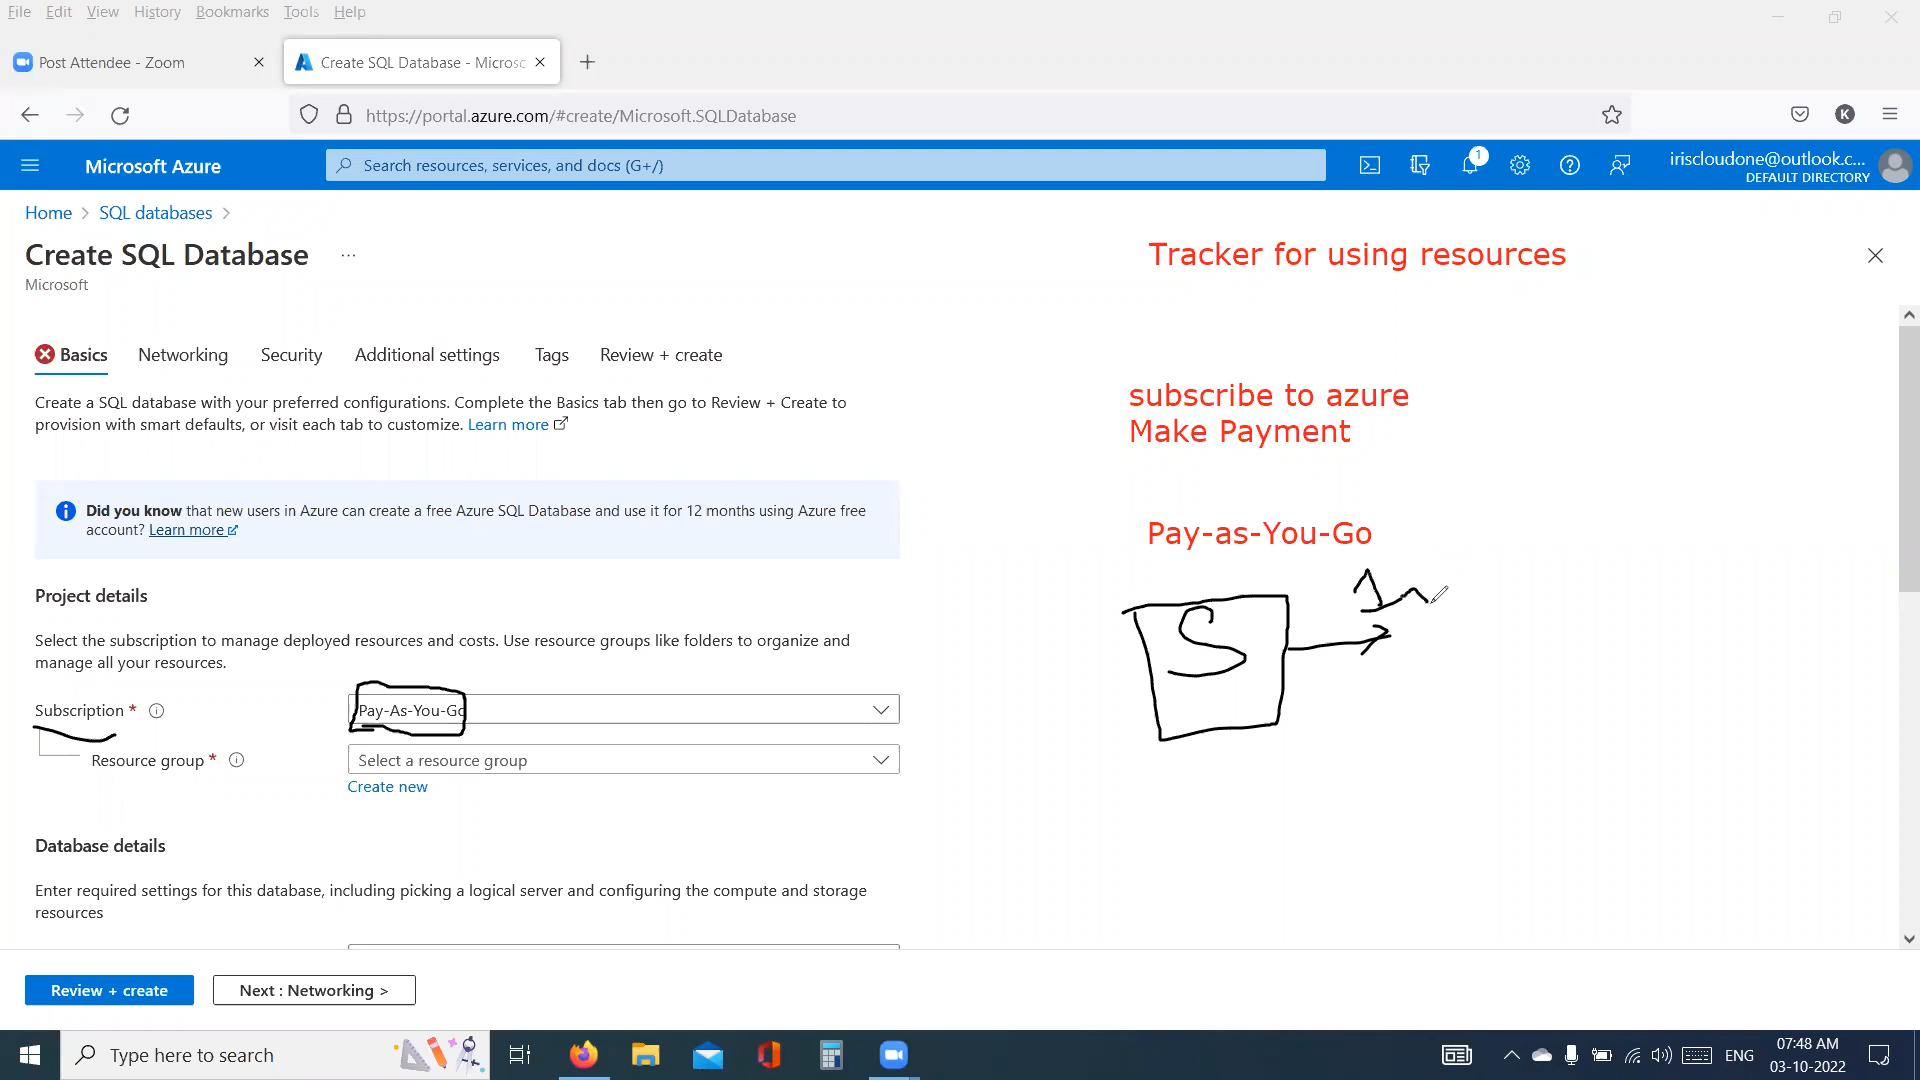 File Edit View History Bookmarks Tools Help
Post Attendee - Zoom
Create SQL Database - Microsc
https://portal.azure.com/#create/Microsoft.SQLDatabase
K
Microsoft Azure
Search resources, services, and docs (G+/)
1
iriscloudone@outlook.c...
DEFAULT DIRECTORY
Home > SQL databases >
Create SQL Database ...
Microsoft
Tracker for using resources
Basics Networking Security Additional settings Tags Review + create
Create a SQL database with your preferred configurations. Complete the Basics tab then go to Review + Create to
provision with smart defaults, or visit each tab to customize. Learn more
subscribe to azure
Make Payment
Did you know that new users in Azure can create a free Azure SQL Database and use it for 12 months using Azure free
account? Learn more
Pay-as-You-Go
S
1
Project details
Select the subscription to manage deployed resources and costs. Use resource groups like folders to organize and
manage all your resources.
Subscription *
Pay-As-You-Go
Resource group *
Select a resource group
Create new
Database details
Enter required settings for this database, including picking a logical server and configuring the compute and storage
resources
Review + create
Next : Networking >
Type here to search
ENG
07:48 AM
03-10-2022